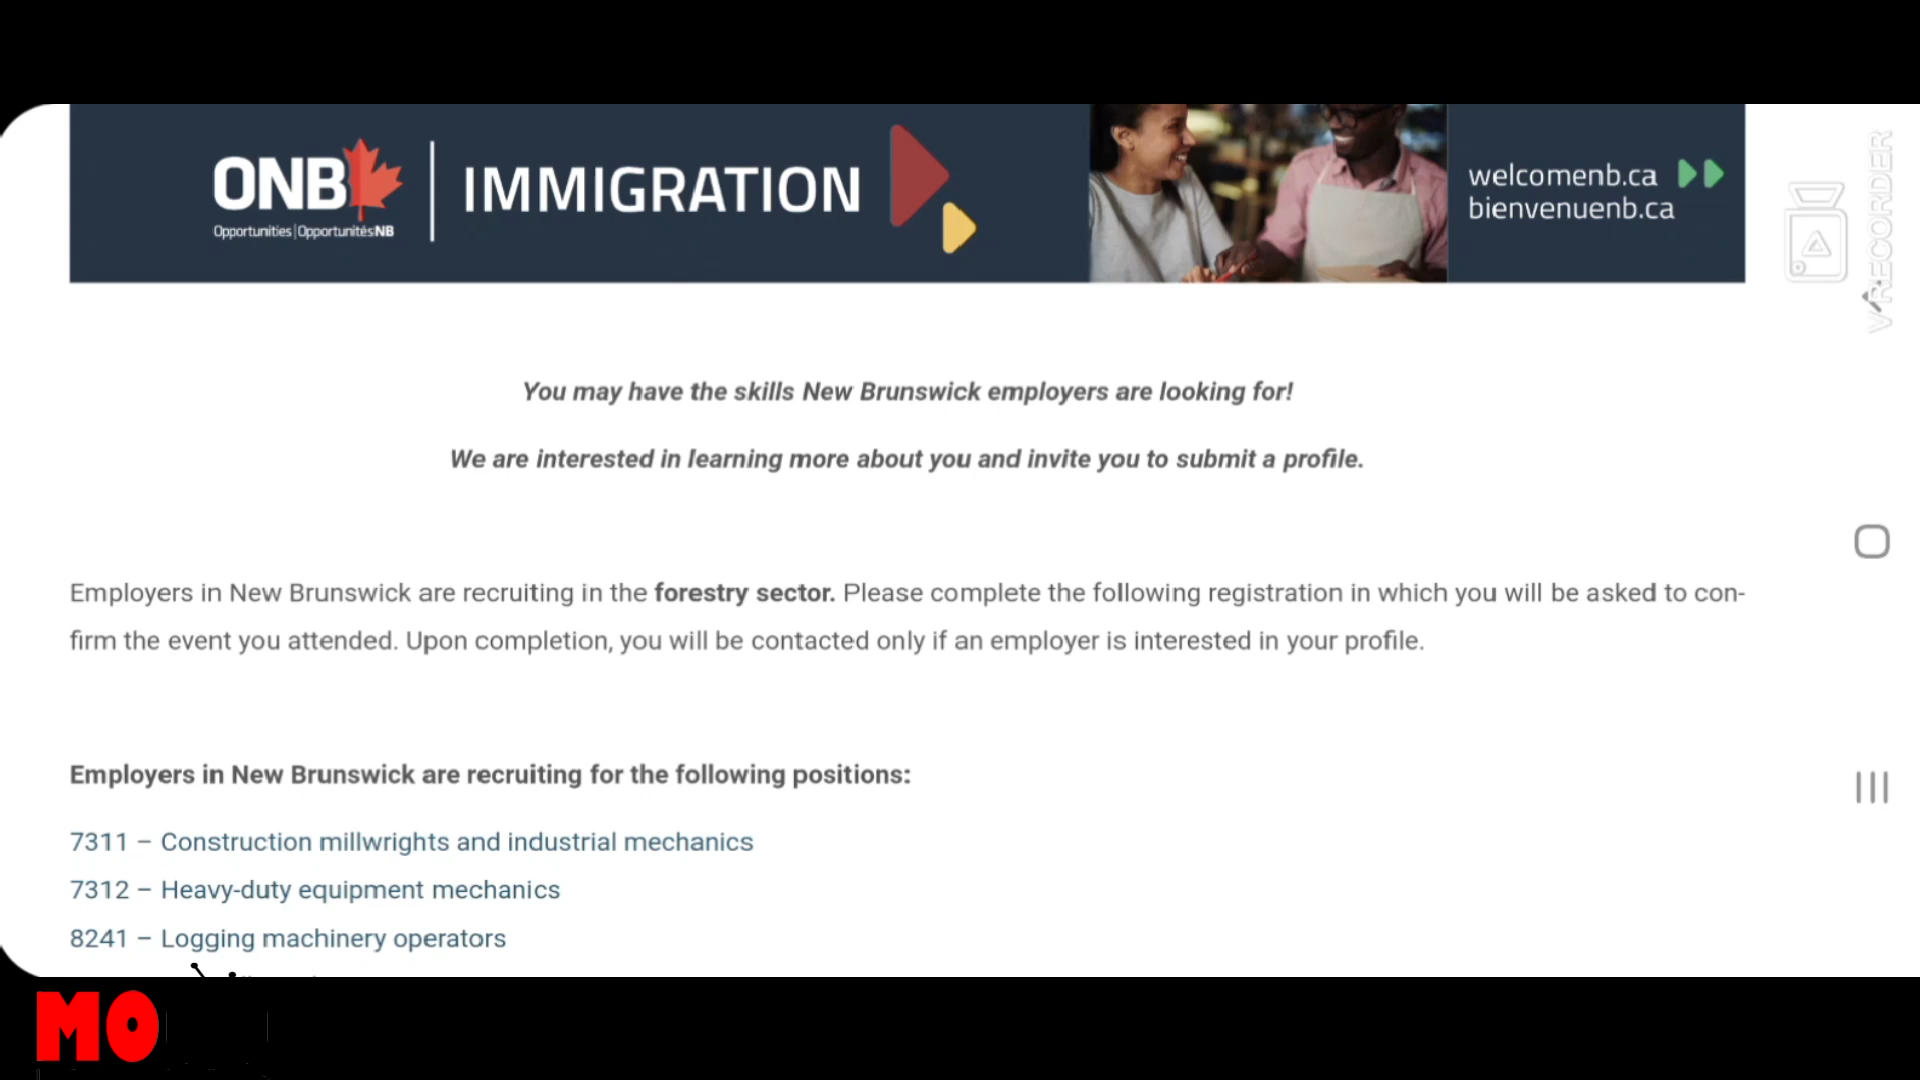 ONB
Opportunities|OpportunitésNB
IMMIGRATION
welcomenb.ca
bienvenuenb.ca
VRECORDER
You may have the skills New Brunswick employers are looking for!
We are interested in learning more about you and invite you to submit a profile.
Employers in New Brunswick are recruiting in the forestry sector. Please complete the following registration in which you will be asked to con-
firm the event you attended. Upon completion, you will be contacted only if an employer is interested in your profile.
Employers in New Brunswick are recruiting for the following positions:
7311 – Construction millwrights and industrial mechanics
7312 – Heavy-duty equipment mechanics
8241 – Logging machinery operators
MO